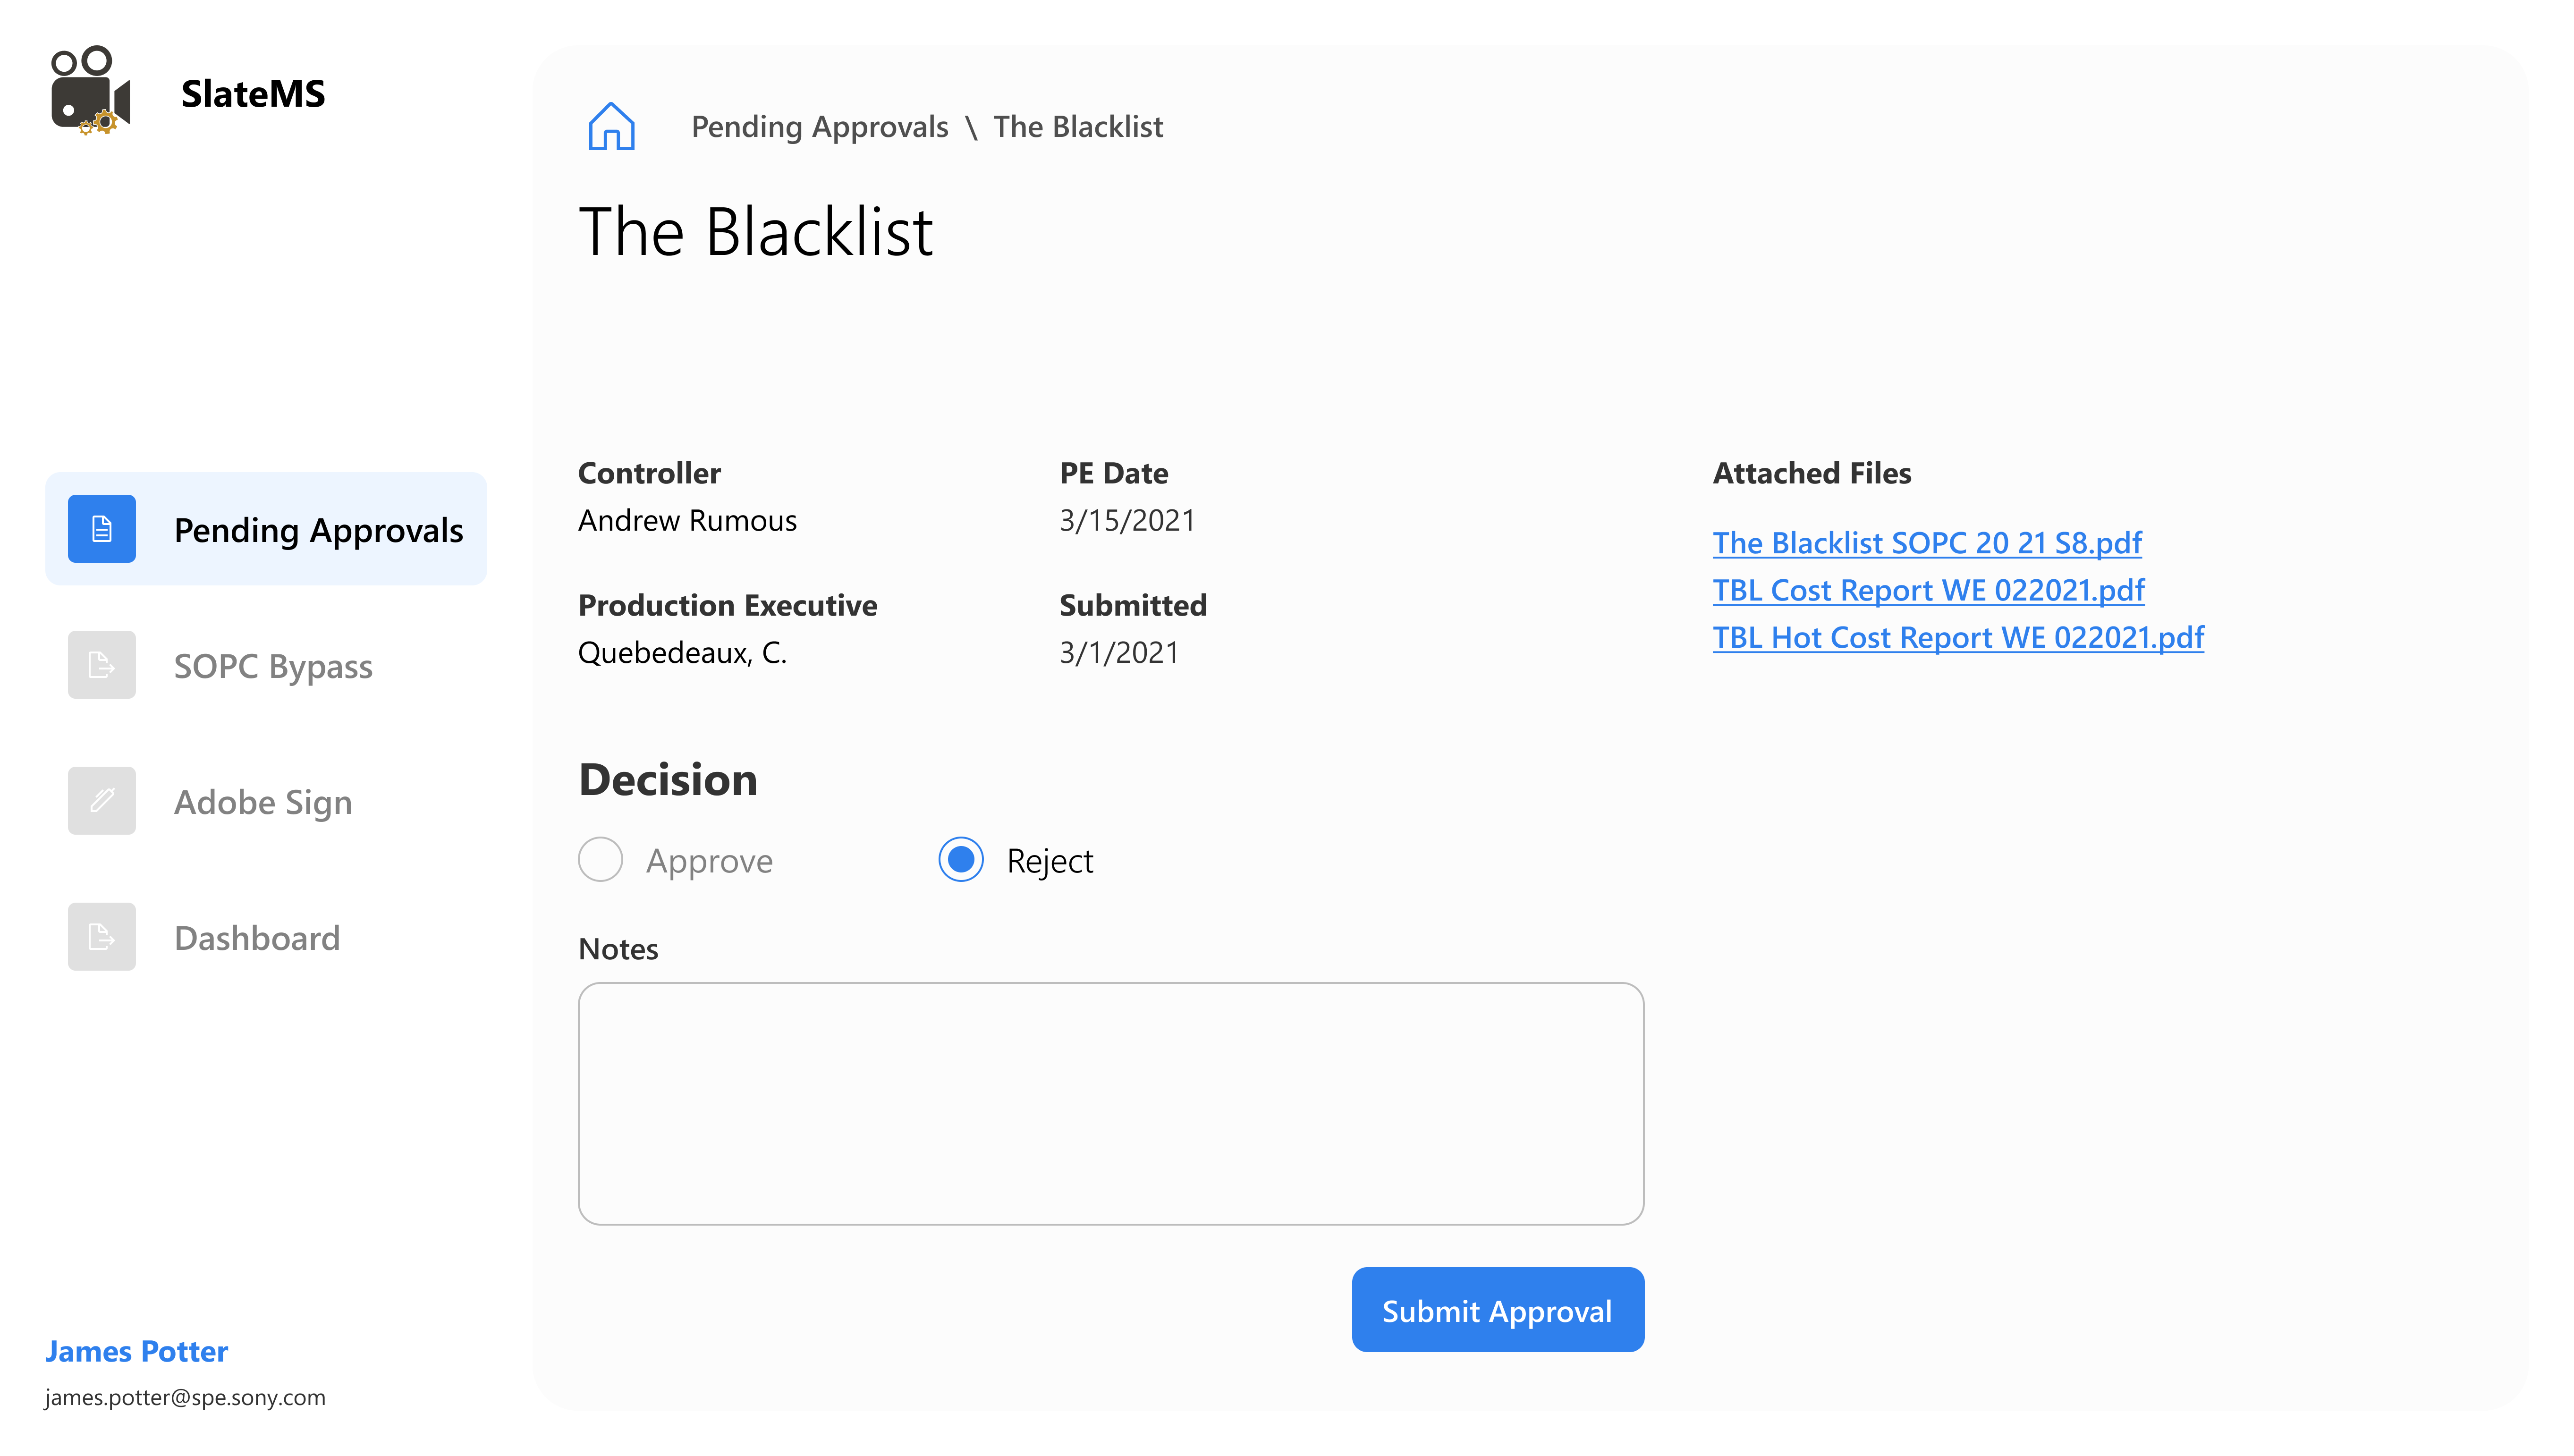 SlateMS
Pending Approvals \ The Blacklist
The Blacklist
Controller
Andrew Rumous
PE Date
3/15/2021
Production Executive
Quebedeaux, C.
Submitted
3/1/2021
Attached Files
The Blacklist SOPC 20 21 S8.pdf
TBL Cost Report WE 022021.pdf
TBL Hot Cost Report WE 022021.pdf
Pending Approvals
SOPC Bypass
Adobe Sign
Dashboard
Decision
Approve
Reject
Notes
Submit Approval
James Potter
james.potter@spe.sony.com